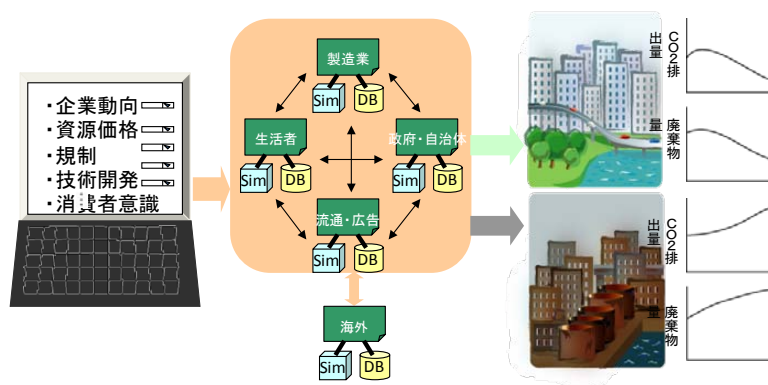 ・企業動向
・資源価格
・規制
・技術開発
・消費者意識
製造業
Sim
DB
生活者
Sim
DB
政府・自治体
Sim
DB
流通・広告
Sim
DB
海外
Sim
DB
CO2排
出量
廃棄物
量
CO2排
出量
廃棄物
量